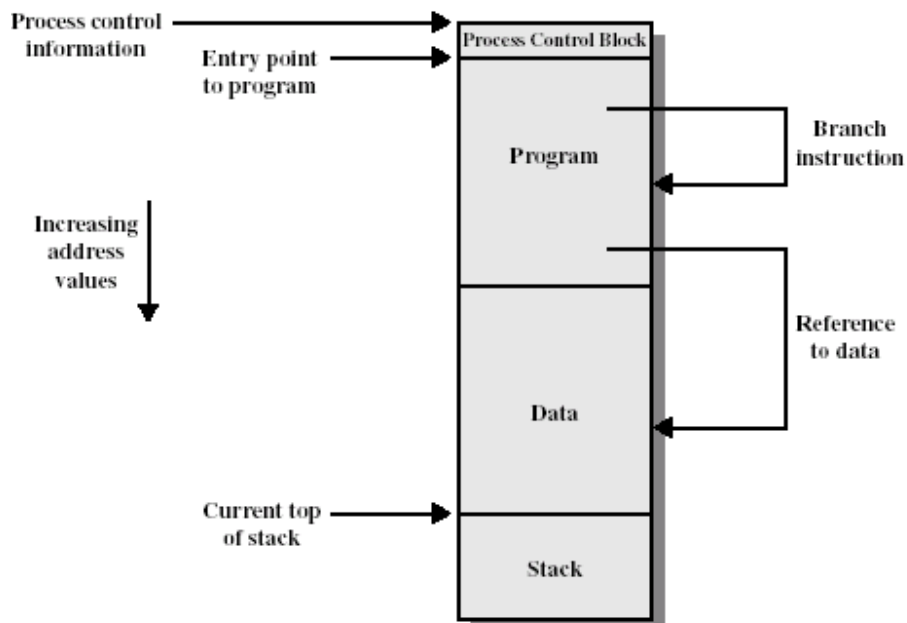 Process control
information
Process Control Block
Entry point
to program
Program
Branch
instruction
Increasing
address
values
Reference
to data
Data
Current top
of stack
Stack